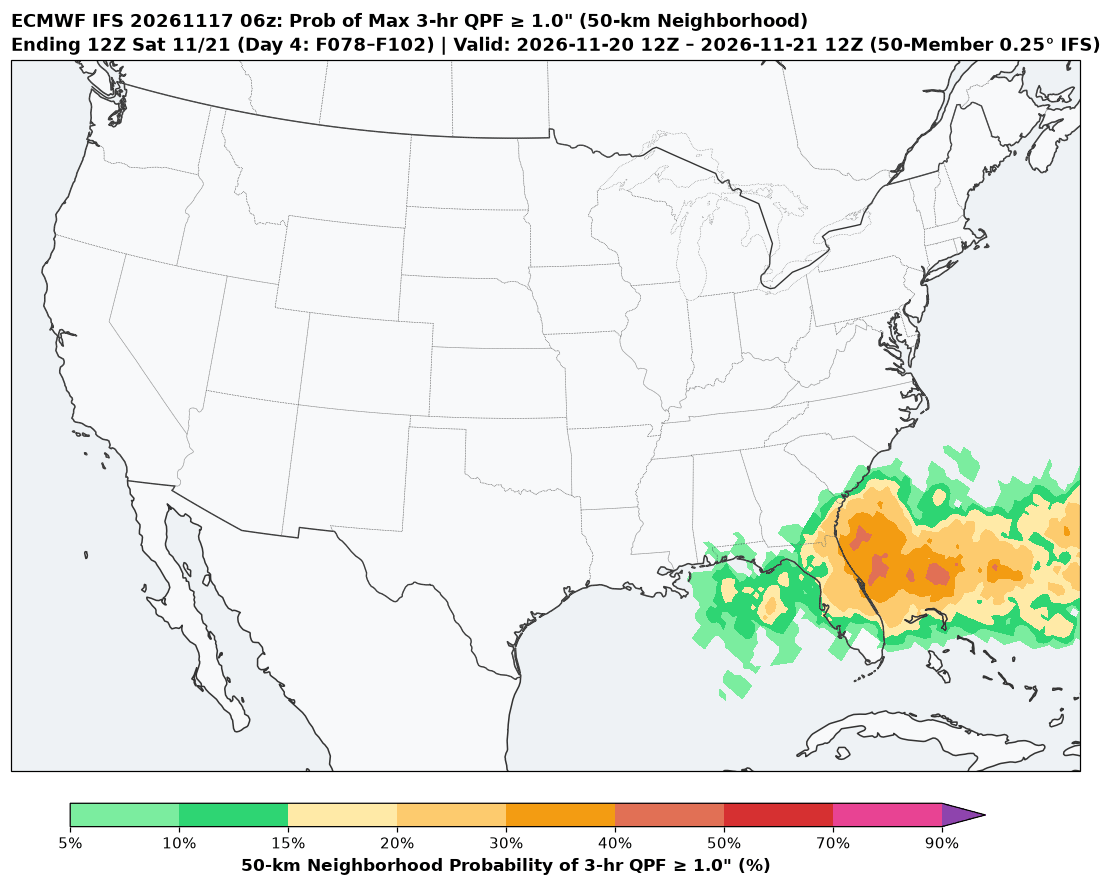 ECMWF IFS 20261117 06z: Prob of Max 3-hr QPF ≥ 1.0" (50-km Neighborhood)
Ending 12Z Sat 11/21 (Day 4: F078–F102) | Valid: 2026-11-20 12Z – 2026-11-21 12Z (50-Member 0.25° IFS)
5% 10% 15% 20% 30% 40% 50% 70% 90%
50-km Neighborhood Probability of 3-hr QPF ≥ 1.0" (%)